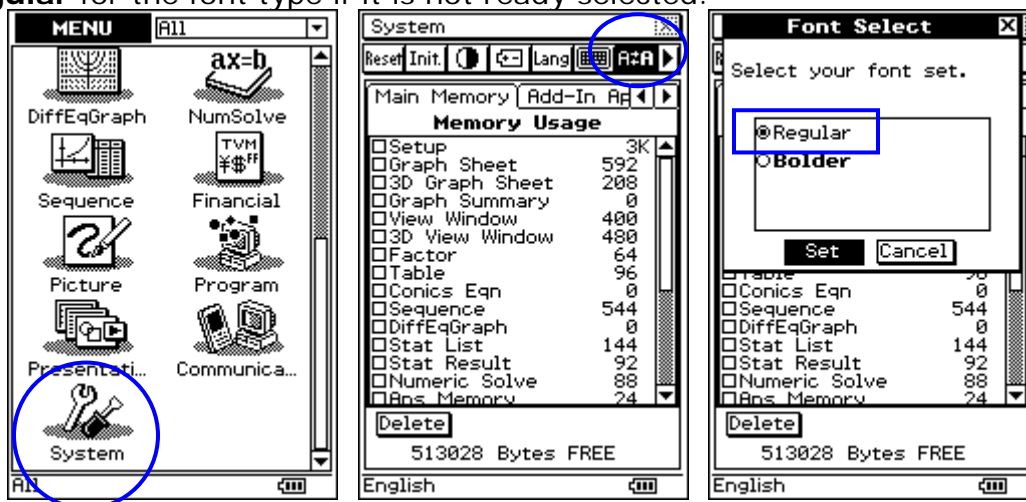 gular for the font type if it is not ready selected.
MENU All
ax=b
DiffEqGraph NumSolve
TVM
¥$FF
Sequence Financial
Picture Program
Presentati... Communica...
System
All
System
Reset Init. Lang A⇄A
Main Memory Add-In Ap
Memory Usage
Setup 3K
Graph Sheet 592
3D Graph Sheet 208
Graph Summary 0
View Window 400
3D View Window 480
Factor 64
Table 96
Conics Eqn 0
Sequence 544
DiffEqGraph 0
Stat List 144
Stat Result 92
Numeric Solve 88
Ans Memory 24
Delete
513028 Bytes FREE
English
Font Select
Select your font set.
Regular
Bolder
Set Cancel
Table 96
Conics Eqn 0
Sequence 544
DiffEqGraph 0
Stat List 144
Stat Result 92
Numeric Solve 88
Ans Memory 24
Delete
513028 Bytes FREE
English